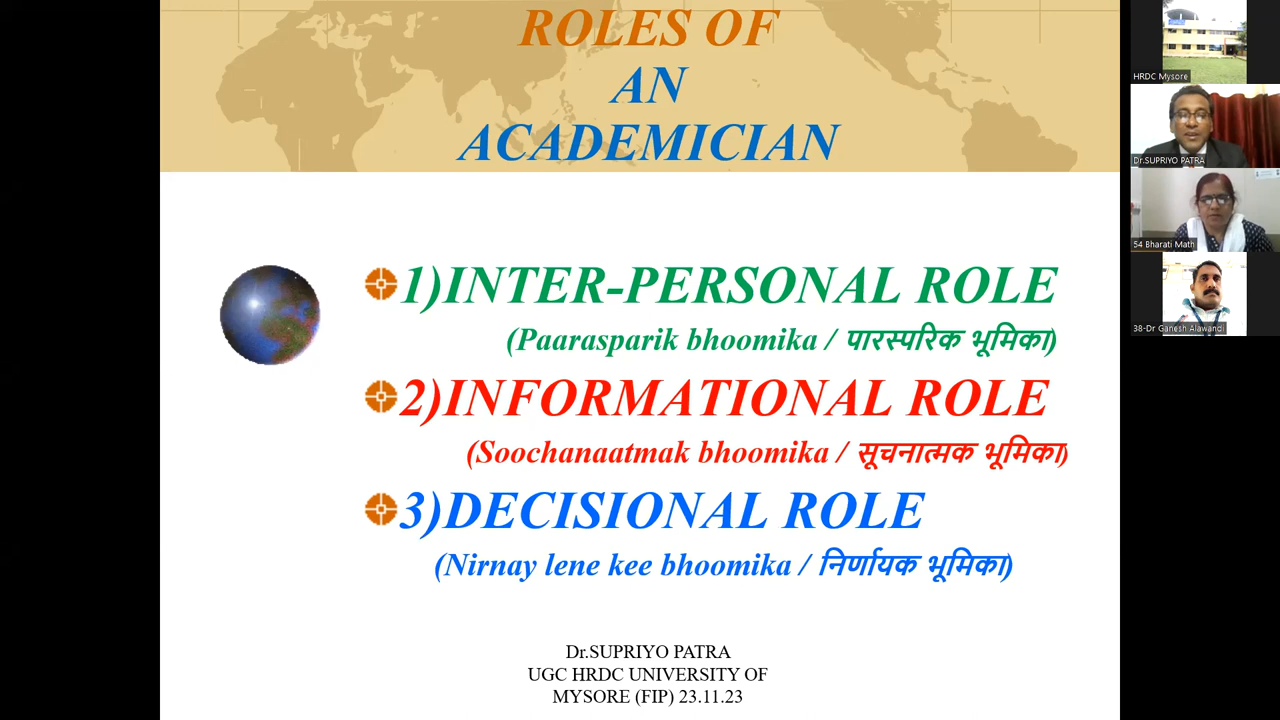 ROLES OF
AN
ACADEMICIAN
1)INTER-PERSONAL ROLE
(Paarasparik bhoomika / पारस्परिक भूमिका)
2)INFORMATIONAL ROLE
(Soochanaatmak bhoomika / सूचनात्मक भूमिका)
3)DECISIONAL ROLE
(Nirnay lene kee bhoomika / निर्णायक भूमिका)
Dr.SUPRIYO PATRA
UGC HRDC UNIVERSITY OF
MYSORE (FIP) 23.11.23
HRDC Mysore
Dr.SUPRIYO PATRA
54 Bharati Math
38-Dr Ganesh Alawandi